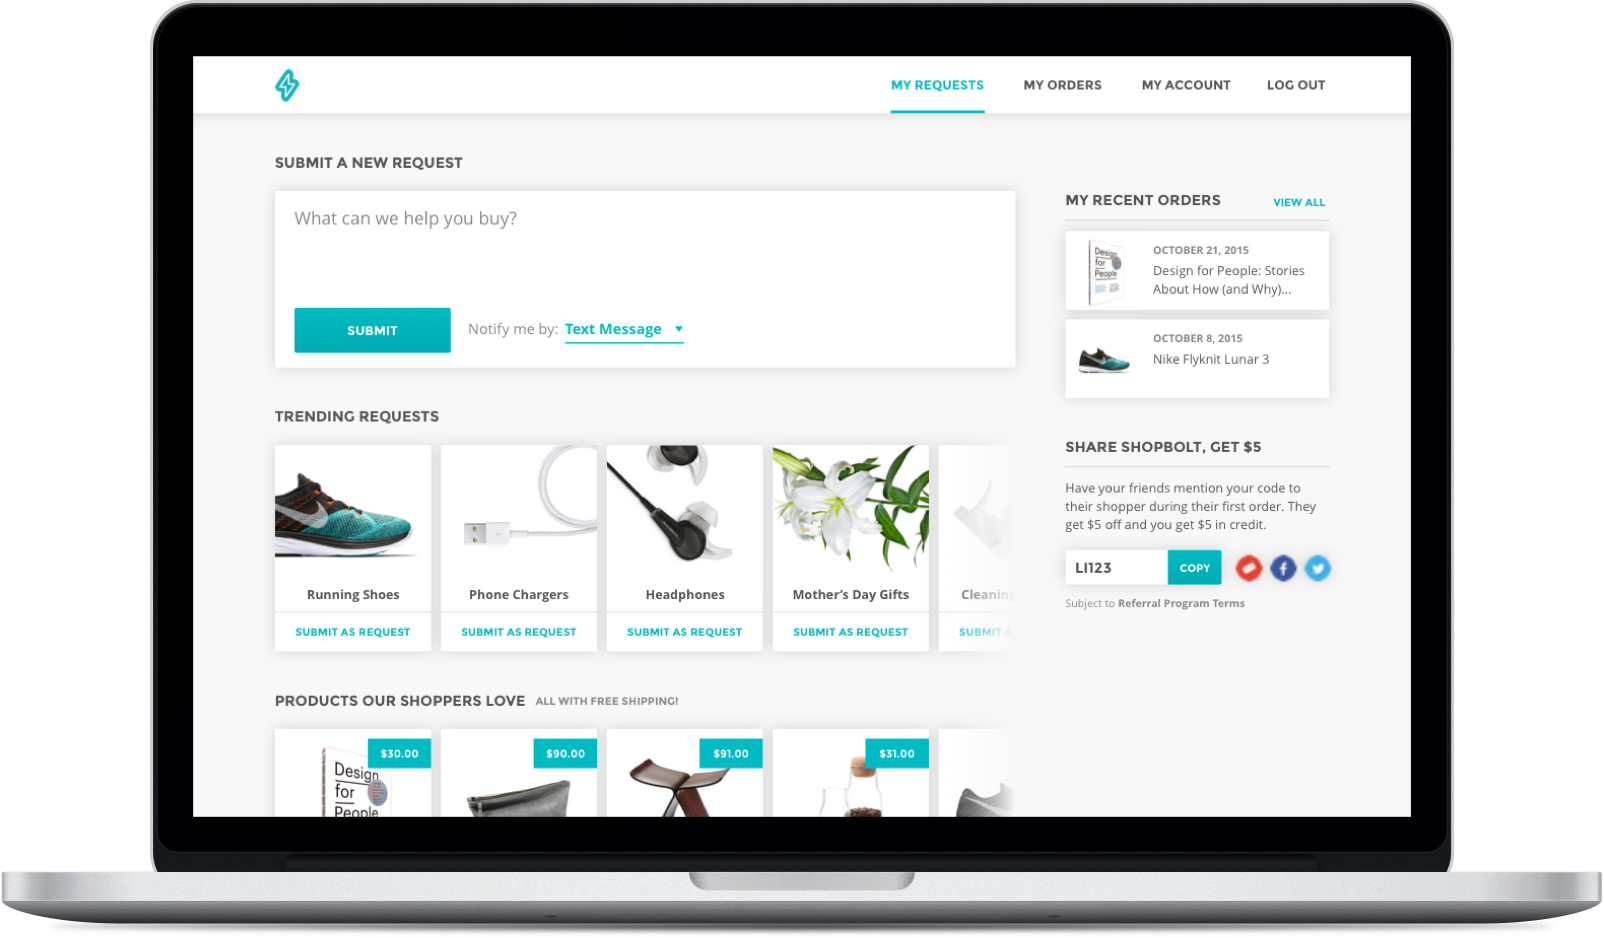 MY REQUESTS
MY ORDERS
MY ACCOUNT
LOG OUT
SUBMIT A NEW REQUEST
What can we help you buy?
SUBMIT
Notify me by: Text Message
MY RECENT ORDERS
VIEW ALL
Design
for
People
OCTOBER 21, 2015
Design for People: Stories
About How (and Why)...
OCTOBER 8, 2015
Nike Flyknit Lunar 3
TRENDING REQUESTS
Running Shoes
SUBMIT AS REQUEST
Phone Chargers
SUBMIT AS REQUEST
Headphones
SUBMIT AS REQUEST
Mother’s Day Gifts
SUBMIT AS REQUEST
Cleaning
SUBMIT A
SHARE SHOPBOLT, GET $5
Have your friends mention your code to
their shopper during their first order. They
get $5 off and you get $5 in credit.
LI123
COPY
Subject to Referral Program Terms
PRODUCTS OUR SHOPPERS LOVE
ALL WITH FREE SHIPPING!
$30.00
Design
for
People
$90.00
$91.00
$31.00